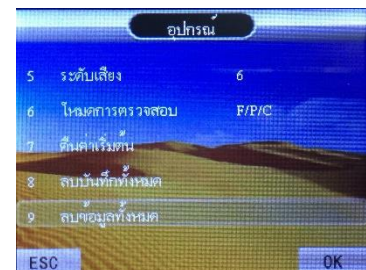 อุปกรณ์
5 ระดับเสียง 6
6 โหมดการตรวจสอบ F/P/C
7 คืนค่าเริ่มต้น
8 ลบบันทึกทั้งหมด
9 ลบข้อมูลทั้งหมด
ESC OK